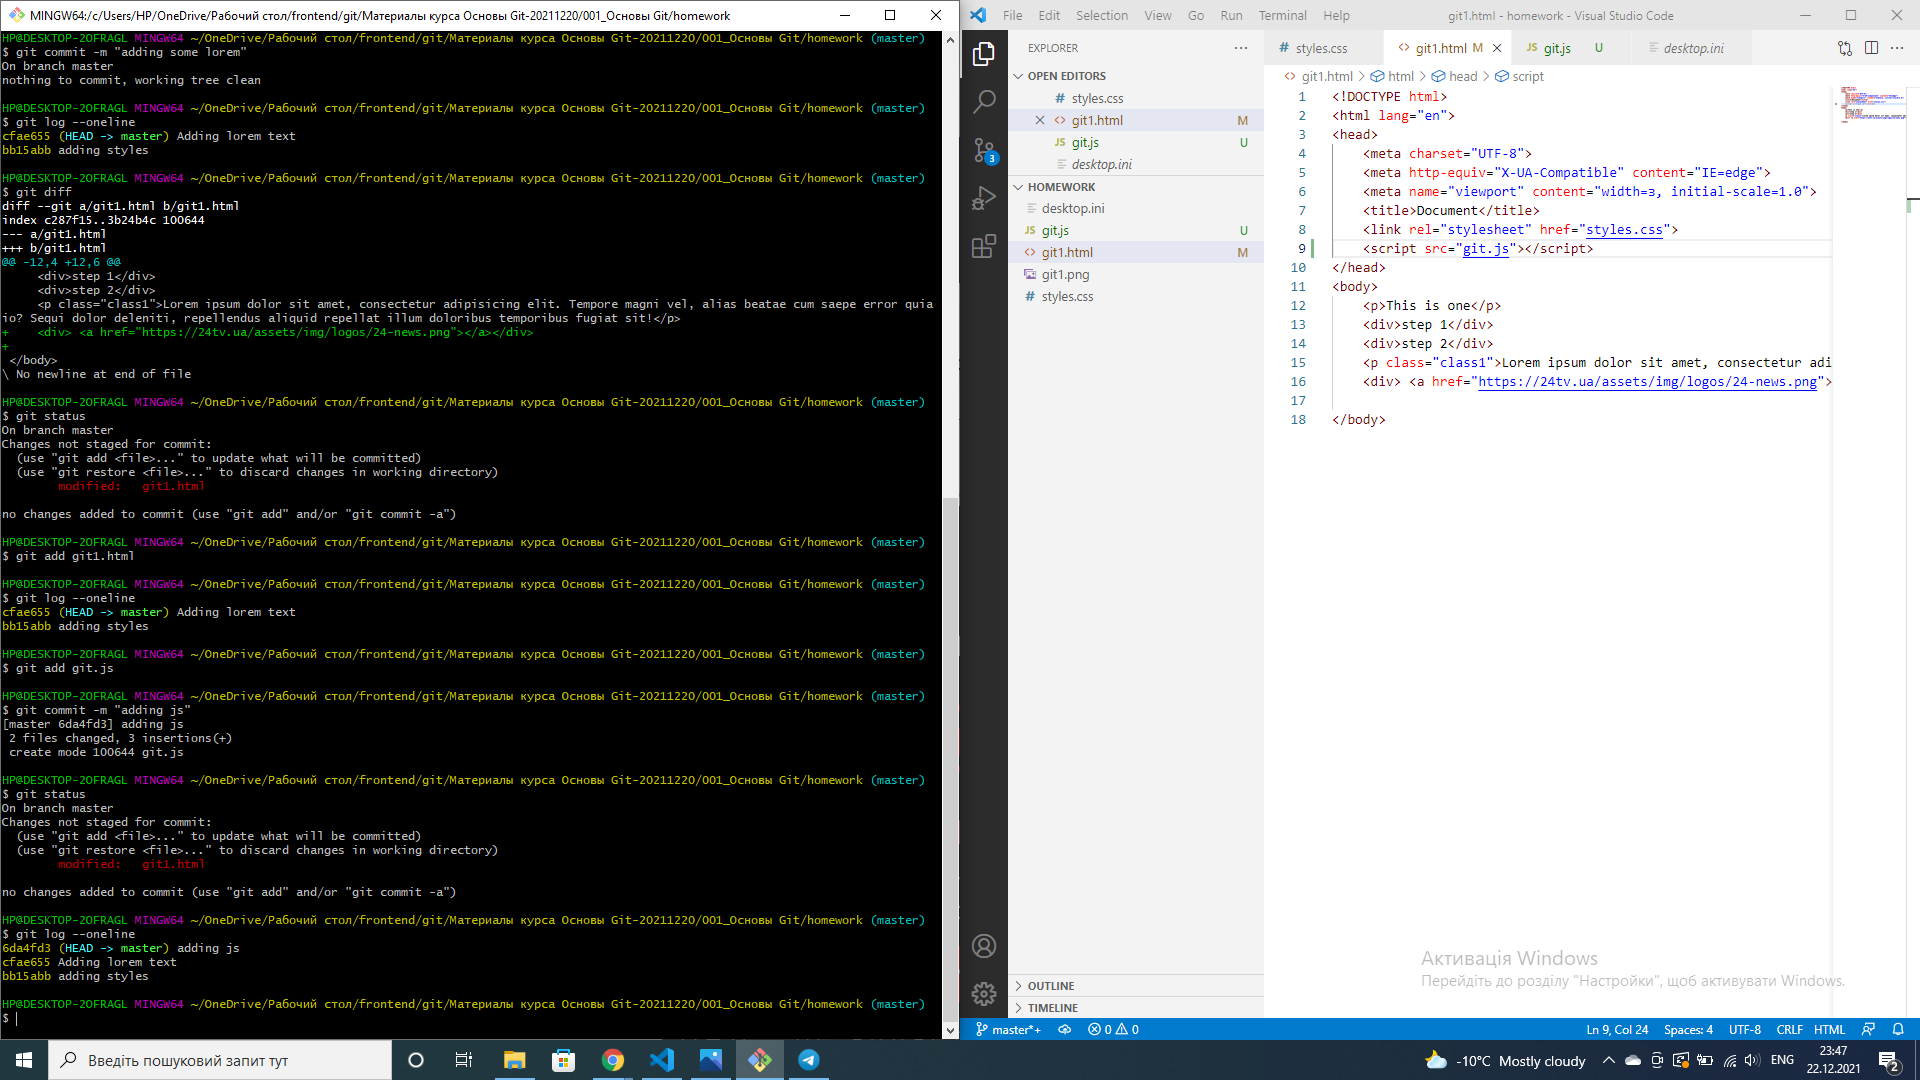 MINGW64:/c/Users/HP/OneDrive/Рабочий стол/frontend/git/Материалы курса Основы Git-20211220/001_Основы Git/homework
HP@DESKTOP-2OFRAGL MINGW64 ~/OneDrive/Рабочий стол/frontend/git/Материалы курса Основы Git-20211220/001_Основы Git/homework (master)
$ git commit -m "adding some lorem"
On branch master
nothing to commit, working tree clean
HP@DESKTOP-2OFRAGL MINGW64 ~/OneDrive/Рабочий стол/frontend/git/Материалы курса Основы Git-20211220/001_Основы Git/homework (master)
$ git log --oneline
cfae655 (HEAD -> master) Adding lorem text
bb15abb adding styles
HP@DESKTOP-2OFRAGL MINGW64 ~/OneDrive/Рабочий стол/frontend/git/Материалы курса Основы Git-20211220/001_Основы Git/homework (master)
$ git diff
diff --git a/git1.html b/git1.html
index c287f15..3b24b4c 100644
--- a/git1.html
+++ b/git1.html
@@ -12,4 +12,6 @@
<div>step 1</div>
<div>step 2</div>
<p class="class1">Lorem ipsum dolor sit amet, consectetur adipisicing elit. Tempore magni vel, alias beatae cum saepe error quia
io? Sequi dolor deleniti, repellendus aliquid repellat illum doloribus temporibus fugiat sit!</p>
+    <div> <a href="https://24tv.ua/assets/img/logos/24-news.png"></a></div>
+
</body>
\ No newline at end of file
HP@DESKTOP-2OFRAGL MINGW64 ~/OneDrive/Рабочий стол/frontend/git/Материалы курса Основы Git-20211220/001_Основы Git/homework (master)
$ git status
On branch master
Changes not staged for commit:
(use "git add <file>..." to update what will be committed)
(use "git restore <file>..." to discard changes in working directory)
modified:   git1.html
no changes added to commit (use "git add" and/or "git commit -a")
HP@DESKTOP-2OFRAGL MINGW64 ~/OneDrive/Рабочий стол/frontend/git/Материалы курса Основы Git-20211220/001_Основы Git/homework (master)
$ git add git1.html
HP@DESKTOP-2OFRAGL MINGW64 ~/OneDrive/Рабочий стол/frontend/git/Материалы курса Основы Git-20211220/001_Основы Git/homework (master)
$ git log --oneline
cfae655 (HEAD -> master) Adding lorem text
bb15abb adding styles
HP@DESKTOP-2OFRAGL MINGW64 ~/OneDrive/Рабочий стол/frontend/git/Материалы курса Основы Git-20211220/001_Основы Git/homework (master)
$ git add git.js
HP@DESKTOP-2OFRAGL MINGW64 ~/OneDrive/Рабочий стол/frontend/git/Материалы курса Основы Git-20211220/001_Основы Git/homework (master)
$ git commit -m "adding js"
[master 6da4fd3] adding js
2 files changed, 3 insertions(+)
create mode 100644 git.js
HP@DESKTOP-2OFRAGL MINGW64 ~/OneDrive/Рабочий стол/frontend/git/Материалы курса Основы Git-20211220/001_Основы Git/homework (master)
$ git status
On branch master
Changes not staged for commit:
(use "git add <file>..." to update what will be committed)
(use "git restore <file>..." to discard changes in working directory)
modified:   git1.html
no changes added to commit (use "git add" and/or "git commit -a")
HP@DESKTOP-2OFRAGL MINGW64 ~/OneDrive/Рабочий стол/frontend/git/Материалы курса Основы Git-20211220/001_Основы Git/homework (master)
$ git log --oneline
6da4fd3 (HEAD -> master) adding js
cfae655 Adding lorem text
bb15abb adding styles
HP@DESKTOP-2OFRAGL MINGW64 ~/OneDrive/Рабочий стол/frontend/git/Материалы курса Основы Git-20211220/001_Основы Git/homework (master)
$
File Edit Selection View Go Run Terminal Help git1.html - homework - Visual Studio Code
EXPLORER
OPEN EDITORS
# styles.css
<> git1.html M
JS git.js U
desktop.ini
3
HOMEWORK
desktop.ini
JS git.js U
<> git1.html M
git1.png
# styles.css
OUTLINE
TIMELINE
# styles.css <> git1.html M JS git.js U desktop.ini
<> git1.html > html > head > script
1 <!DOCTYPE html>
2 <html lang="en">
3 <head>
4 <meta charset="UTF-8">
5 <meta http-equiv="X-UA-Compatible" content="IE=edge">
6 <meta name="viewport" content="width=з, initial-scale=1.0">
7 <title>Document</title>
8 <link rel="stylesheet" href="styles.css">
9 <script src="git.js"></script>
10 </head>
11 <body>
12 <p>This is one</p>
13 <div>step 1</div>
14 <div>step 2</div>
15 <p class="class1">Lorem ipsum dolor sit amet, consectetur adi
16 <div> <a href="https://24tv.ua/assets/img/logos/24-news.png">
17
18 </body>
Активація Windows
Перейдіть до розділу "Настройки", щоб активувати Windows.
master*+ 0 0 Ln 9, Col 24 Spaces: 4 UTF-8 CRLF HTML
Введіть пошуковий запит тут
-10°C Mostly cloudy ENG 23:47
22.12.2021
2